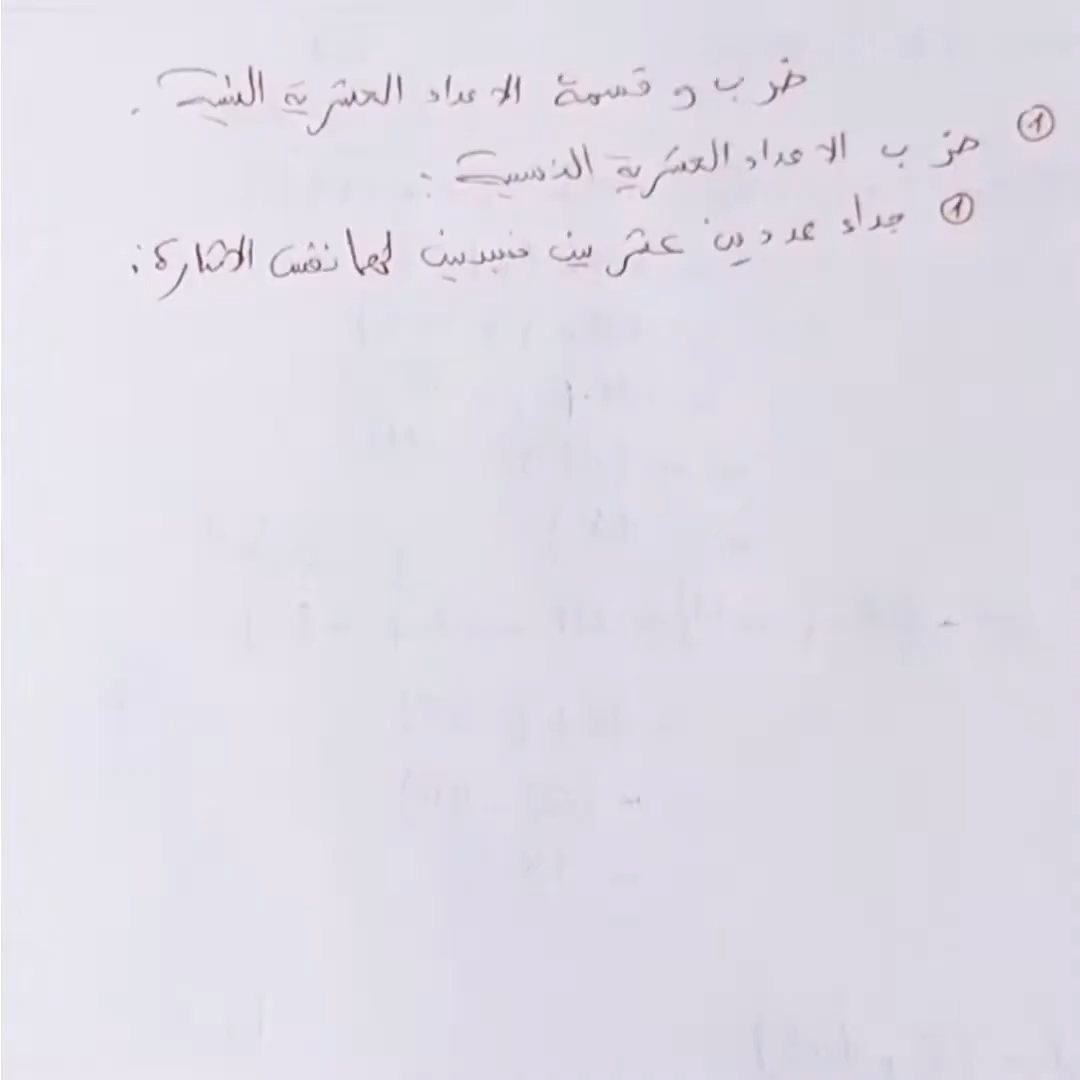 ضرب و قسمة الاعداد العشرية النسبية .
① ضرب الاعداد العشرية النسبية :
① جداء عددين عشريين نسبيين لهما نفس الاشارة :